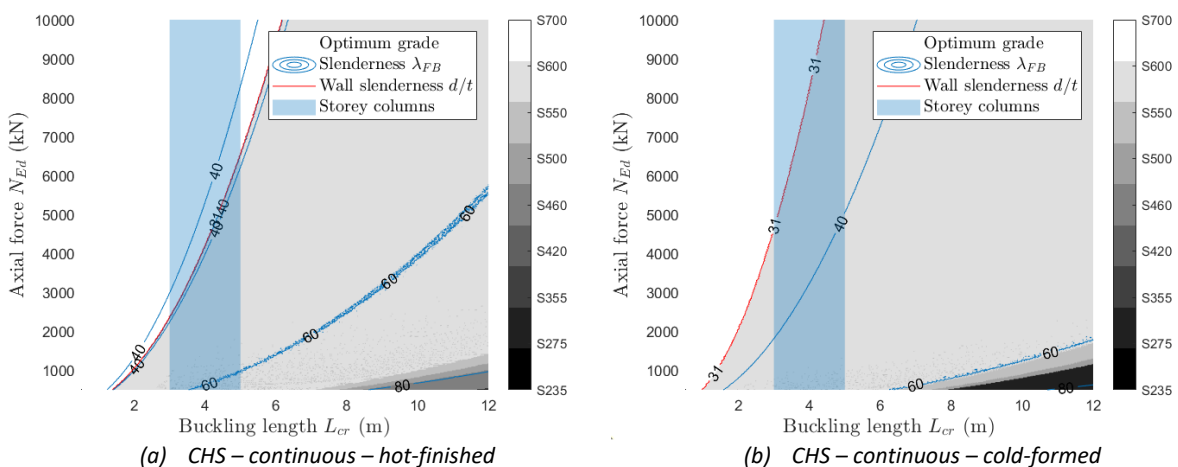 10000
9000
8000
7000
6000
5000
4000
3000
2000
1000
Axial force N_Ed (kN)
2
4
6
8
10
12
Buckling length L_cr (m)
Optimum grade
Slenderness λ_FB
Wall slenderness d/t
Storey columns
40
40
31
40
40
40
60
60
60
60
80
S700
S600
S550
S500
S460
S420
S355
S275
S235
(a) CHS – continuous – hot-finished
10000
9000
8000
7000
6000
5000
4000
3000
2000
1000
Axial force N_Ed (kN)
2
4
6
8
10
12
Buckling length L_cr (m)
Optimum grade
Slenderness λ_FB
Wall slenderness d/t
Storey columns
31
31
31
40
60
60
80
S700
S600
S550
S500
S460
S420
S355
S275
S235
(b) CHS – continuous – cold-formed